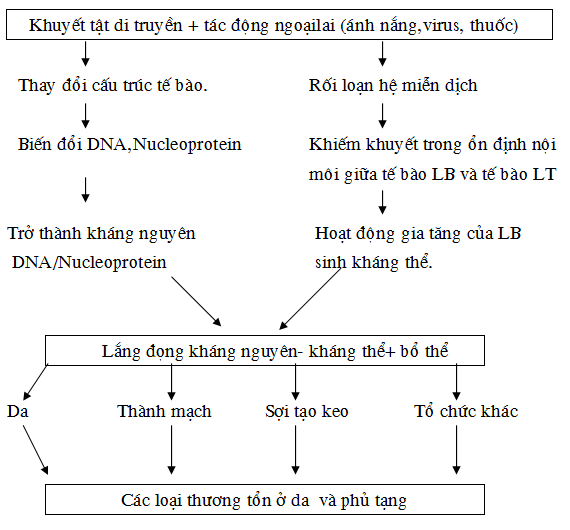 Khuyết tật di truyền + tác động ngoạilai (ánh nắng,virus, thuốc)
Thay đổi cấu trúc tế bào.
Rối loạn hệ miễn dịch
Biến đổi DNA,Nucleoprotein
Khiếm khuyết trong ổn định nội
môi giữa tế bào LB và tế bào LT
Trở thành kháng nguyên
DNA/Nucleoprotein
Hoạt động gia tăng của LB
sinh kháng thể.
Lắng đọng kháng nguyên- kháng thể+ bổ thể
Da
Thành mạch
Sợi tạo keo
Tổ chức khác
Các loại thương tổn ở da và phủ tạng